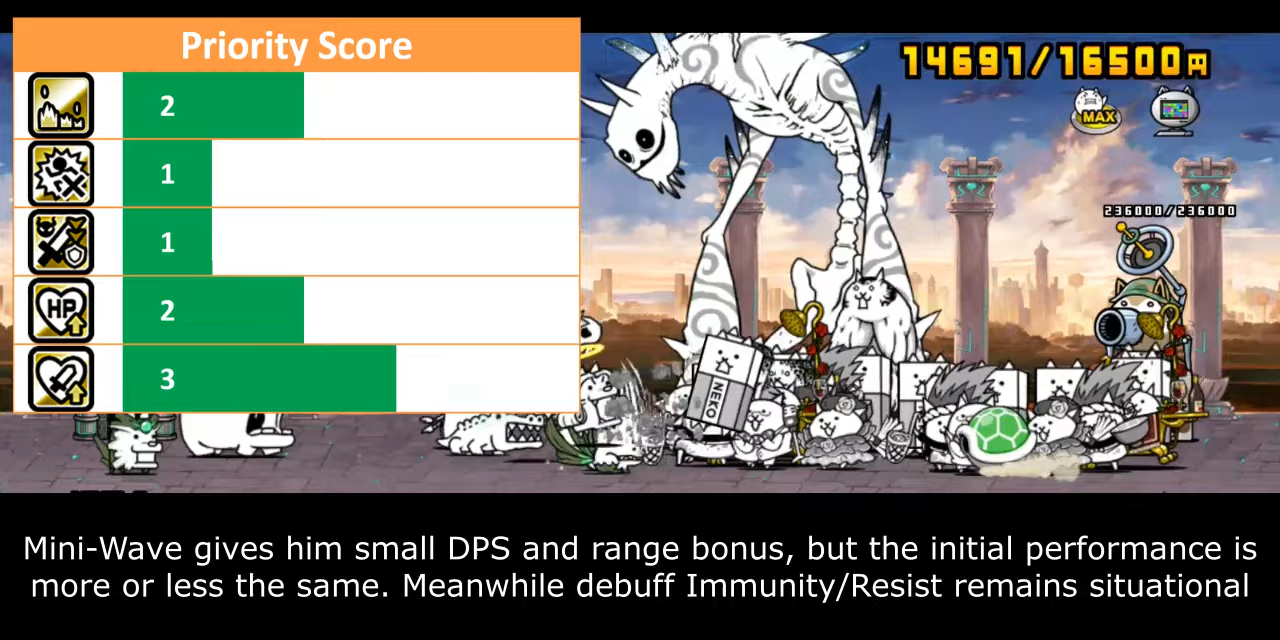 Priority Score
14691/16500円
MAX
2
1
236000/236000
1
HP
2
3
NEKO
Mini-Wave gives him small DPS and range bonus, but the initial performance is
more or less the same. Meanwhile debuff Immunity/Resist remains situational